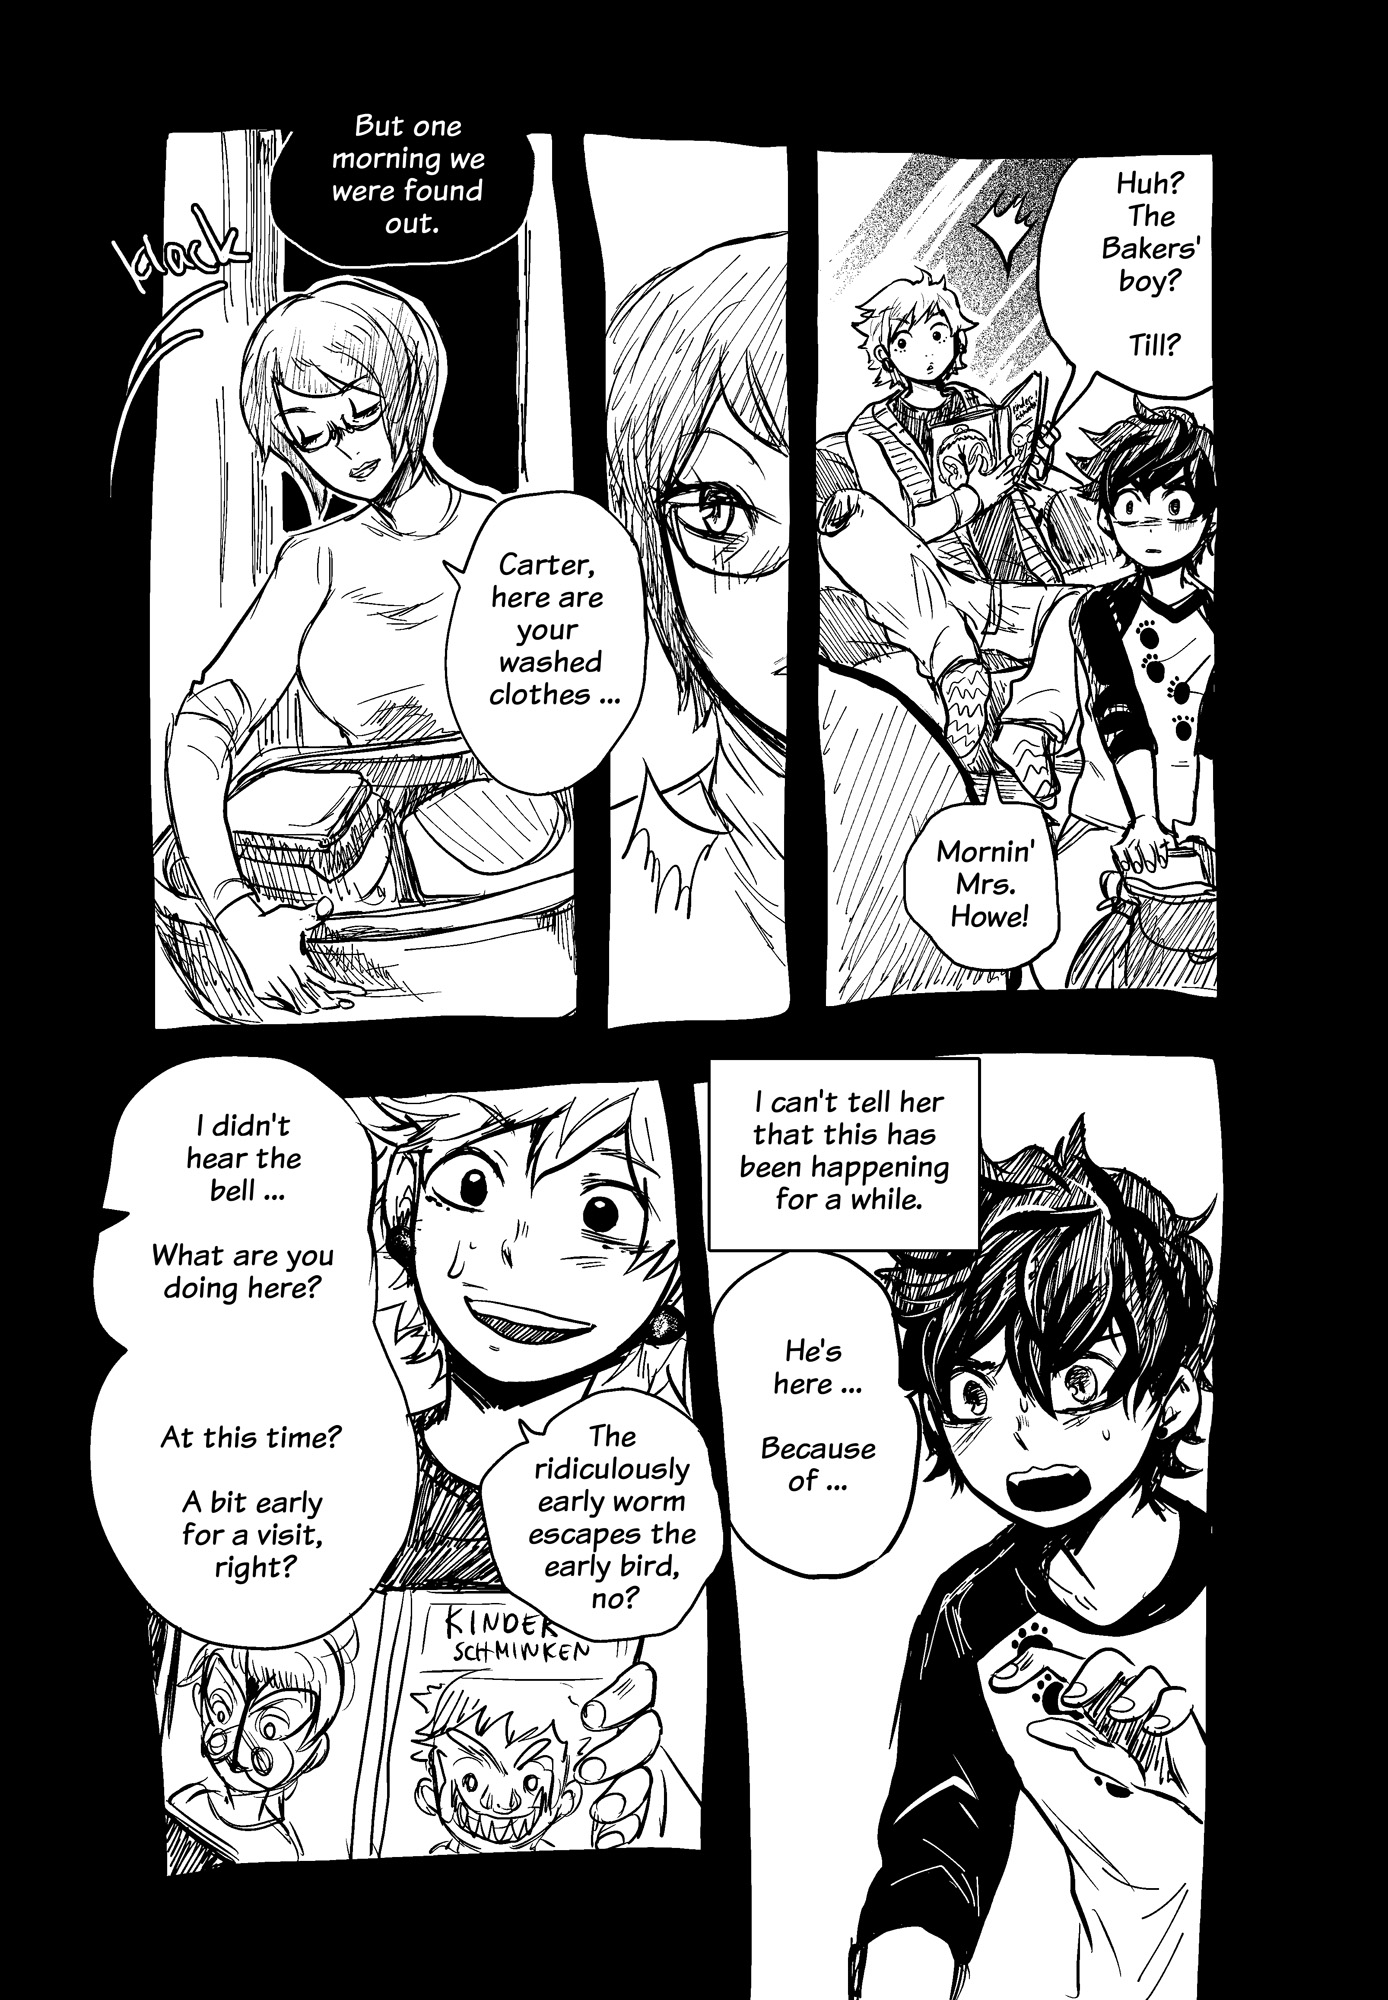 But one
morning we
were found
out.
klack
Carter,
here are
your
washed
clothes ...
Huh?
The
Bakers'
boy?
Till?
Mornin'
Mrs.
Howe!
I didn't
hear the
bell ...
What are you
doing here?
At this time?
A bit early
for a visit,
right?
The
ridiculously
early worm
escapes the
early bird,
no?
KINDER
SCHMINKEN
I can't tell her
that this has
been happening
for a while.
He's
here ...
Because
of ...